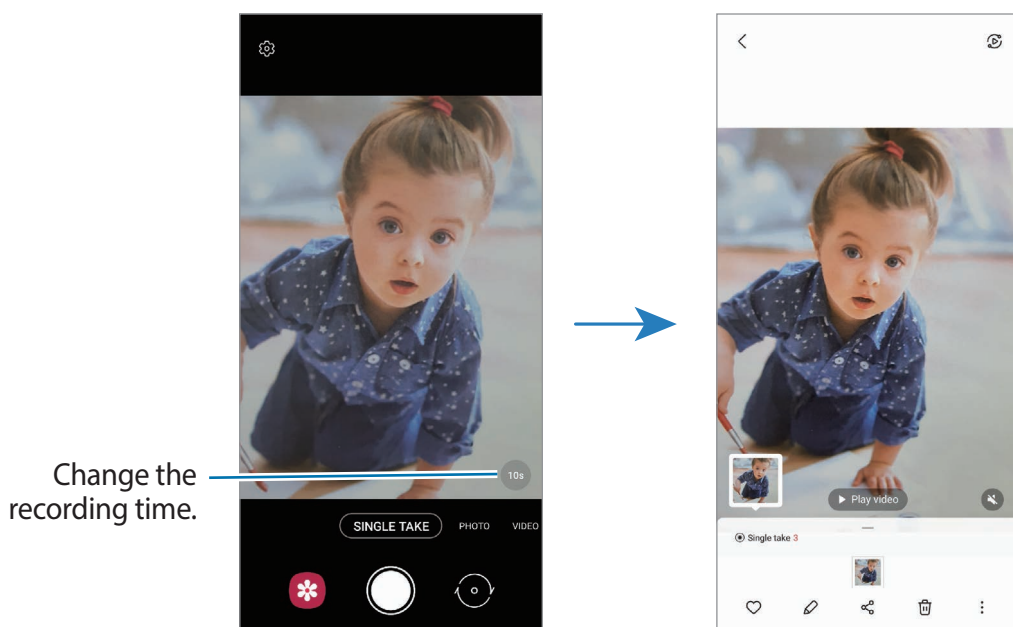 Change the
recording time.
10s
SINGLE TAKE PHOTO VIDEO
Play video
Single take 3